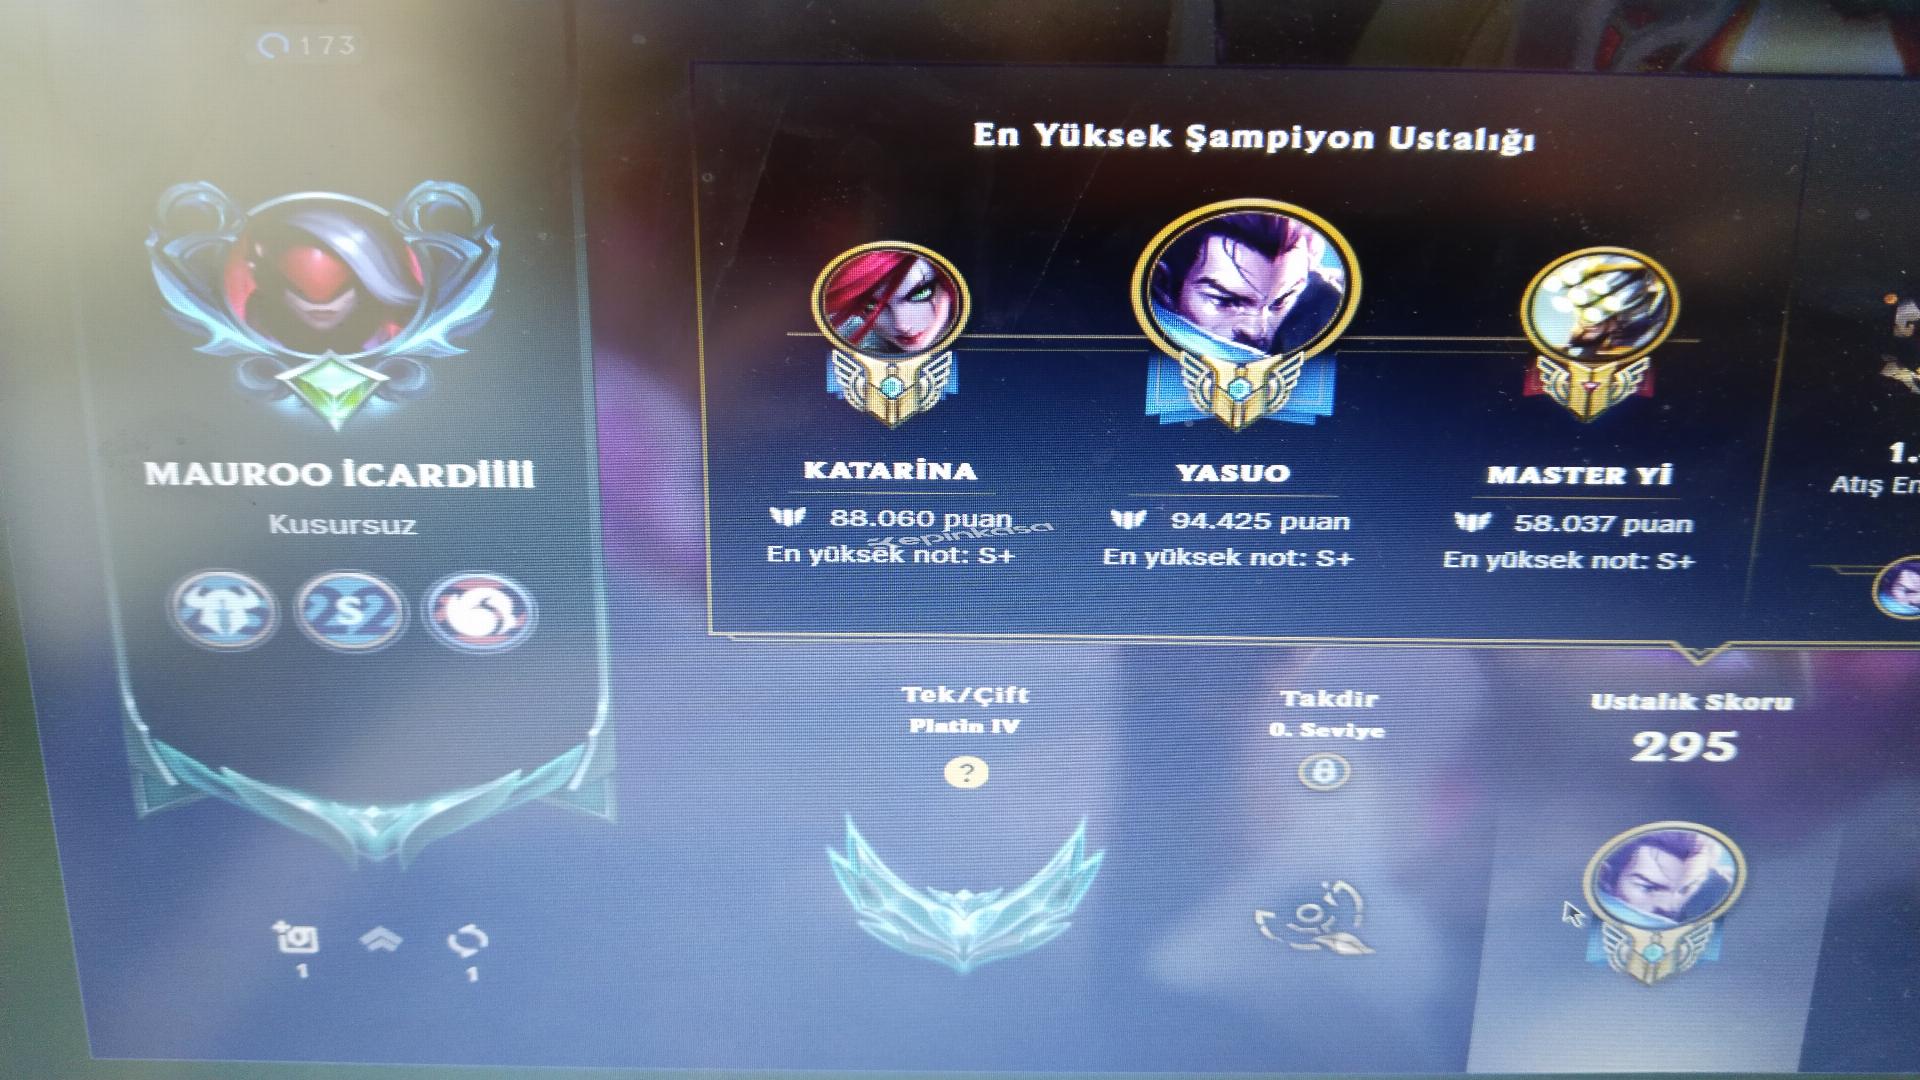 173
En Yüksek Şampiyon Ustalığı
MAUROO İCARDİİİİ
Kusursuz
S
KATARİNA
88.060 puan
En yüksek not: S+
YASUO
94.425 puan
En yüksek not: S+
MASTER Yİ
58.037 puan
En yüksek not: S+
1.
Atış En
Kepinkasa
Tek/Çift
Platin IV
?
Takdir
0. Seviye
Ustalık Skoru
295
1
1